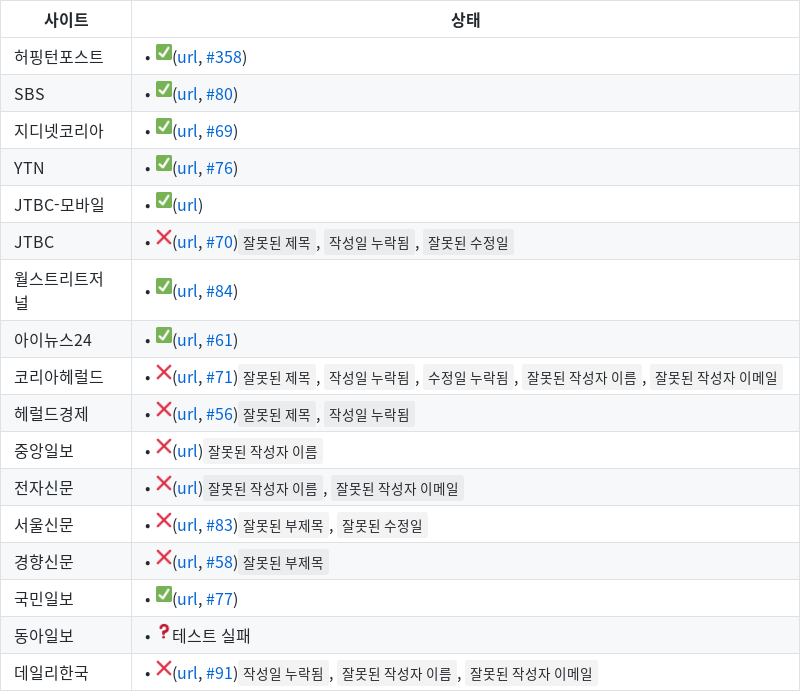 사이트 상태
허핑턴포스트 • ✅(url, #358)
SBS • ✅(url, #80)
지디넷코리아 • ✅(url, #69)
YTN • ✅(url, #76)
JTBC-모바일 • ✅(url)
JTBC • ❌(url, #70) 잘못된 제목 , 작성일 누락됨 , 잘못된 수정일
월스트리트저
널 • ✅(url, #84)
아이뉴스24 • ✅(url, #61)
코리아헤럴드 • ❌(url, #71) 잘못된 제목 , 작성일 누락됨 , 수정일 누락됨 , 잘못된 작성자 이름 , 잘못된 작성자 이메일
헤럴드경제 • ❌(url, #56) 잘못된 제목 , 작성일 누락됨
중앙일보 • ❌(url) 잘못된 작성자 이름
전자신문 • ❌(url) 잘못된 작성자 이름 , 잘못된 작성자 이메일
서울신문 • ❌(url, #83) 잘못된 부제목 , 잘못된 수정일
경향신문 • ❌(url, #58) 잘못된 부제목
국민일보 • ✅(url, #77)
동아일보 • ❓테스트 실패
데일리한국 • ❌(url, #91) 작성일 누락됨 , 잘못된 작성자 이름 , 잘못된 작성자 이메일